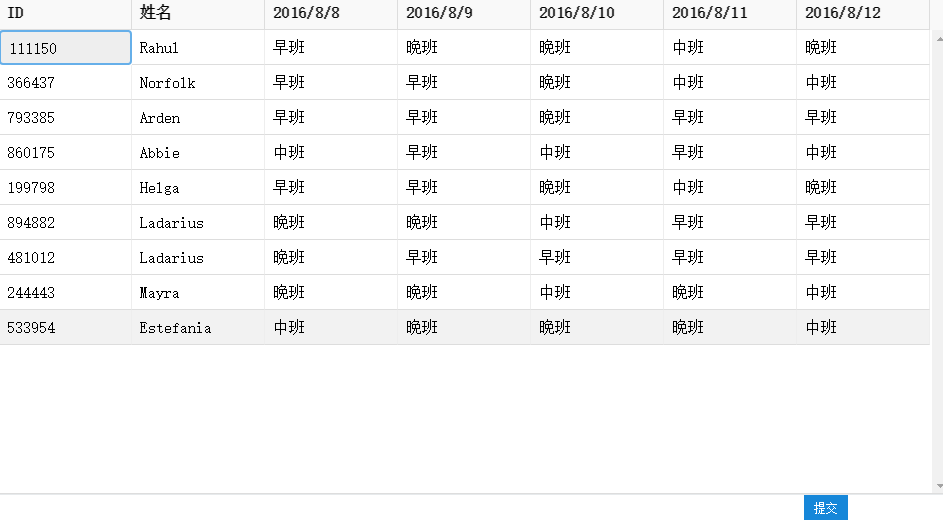 ID 姓名 2016/8/8 2016/8/9 2016/8/10 2016/8/11 2016/8/12
111150 Rahul 早班 晚班 晚班 中班 晚班
366437 Norfolk 早班 早班 晚班 中班 中班
793385 Arden 早班 早班 晚班 早班 早班
860175 Abbie 中班 早班 中班 早班 中班
199798 Helga 早班 早班 晚班 中班 晚班
894882 Ladarius 晚班 晚班 中班 早班 早班
481012 Ladarius 晚班 早班 早班 早班 早班
244443 Mayra 晚班 晚班 中班 晚班 中班
533954 Estefania 中班 晚班 晚班 晚班 中班
提交